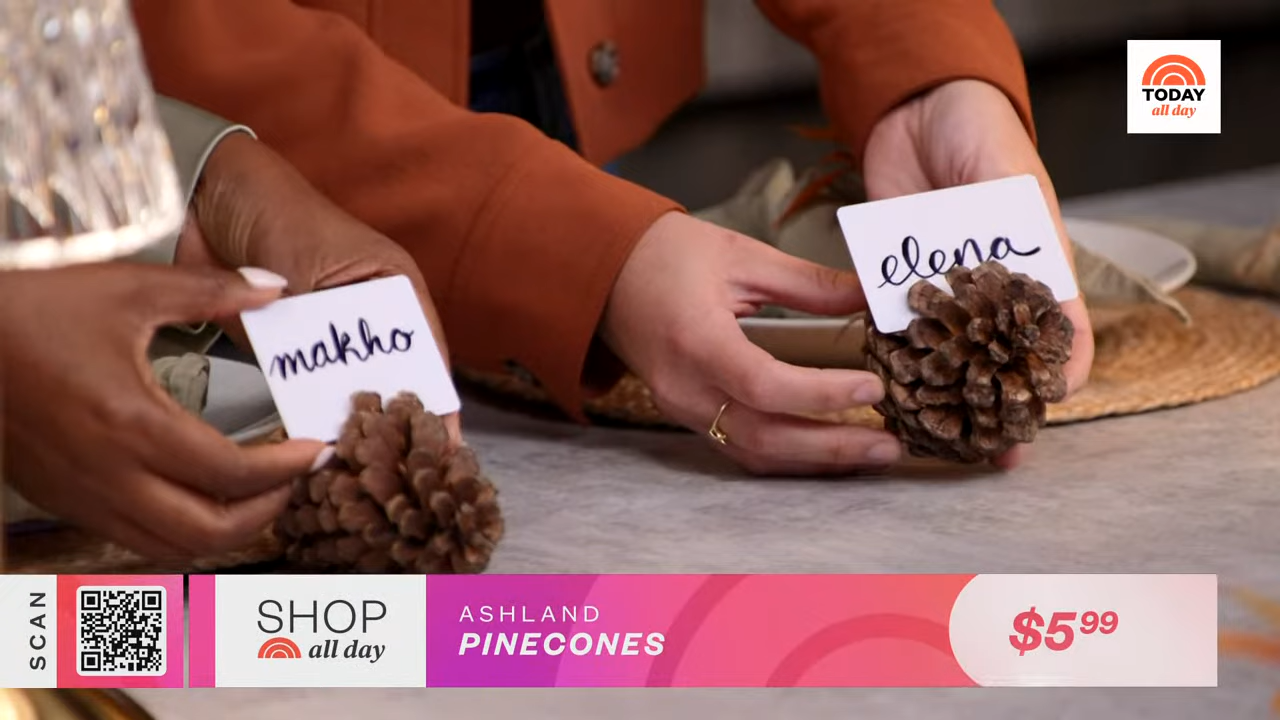 TODAY
all day
elena
makho
SCAN
SHOP
all day
ASHLAND
PINECONES
$5.99